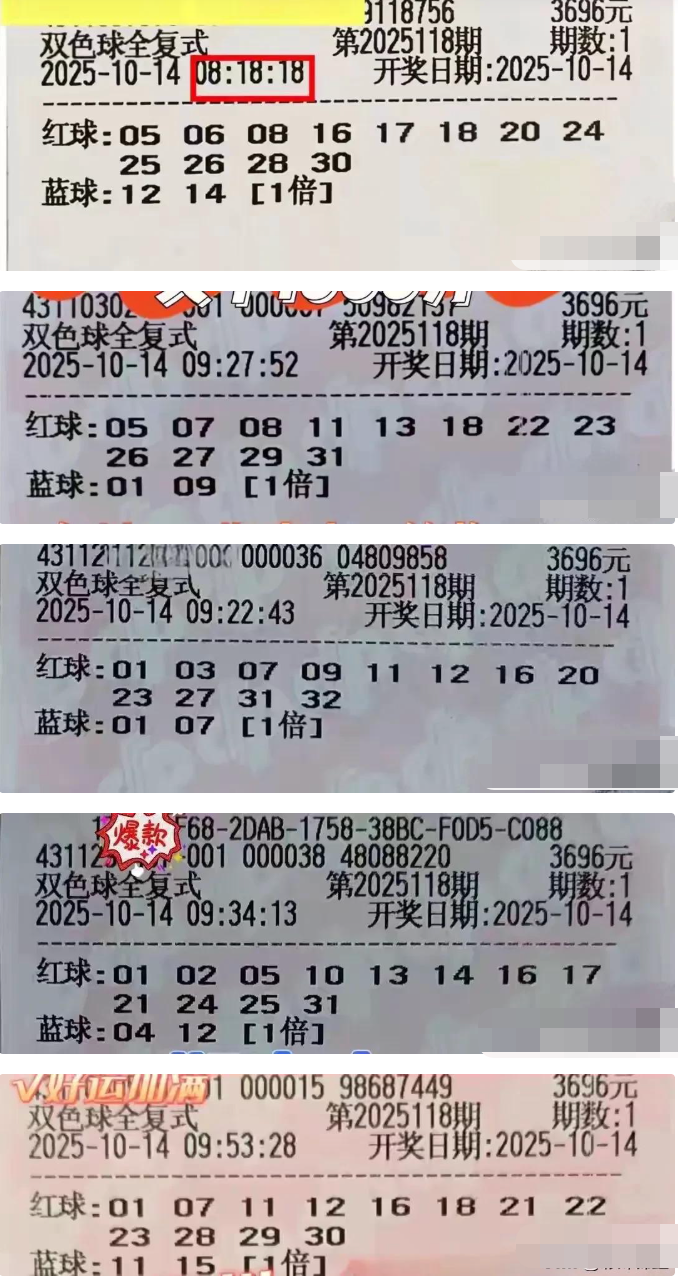 9118756 3696元
双色球全复式 第2025118期 期数:1
2025-10-14 08:18:18 开奖日期:2025-10-14
红球:05 06 08 16 17 18 20 24
25 26 28 30
蓝球:12 14 [1倍]
3696元
双色球全复式 第2025118期 期数:1
2025-10-14 09:27:52 开奖日期:2025-10-14
红球:05 07 08 11 13 18 22 23
26 27 29 31
蓝球:01 09 [1倍]
000036 04809858 3696元
双色球全复式 第2025118期 期数:1
2025-10-14 09:22:43 开奖日期:2025-10-14
红球:01 03 07 09 11 12 16 20
23 27 31 32
蓝球:01 07 [1倍]
爆款 F68-2DAB-1758-38BC-F0D5-C088
43112 -001 000038 48088220 3696元
双色球全复式 第2025118期 期数:1
2025-10-14 09:34:13 开奖日期:2025-10-14
红球:01 02 05 10 13 14 16 17
21 24 25 31
蓝球:04 12 [1倍]
√好运加满 1 000015 98687449 3696元
双色球全复式 第2025118期 期数:1
2025-10-14 09:53:28 开奖日期:2025-10-14
红球:01 07 11 12 16 18 21 22
23 28 29 30
蓝球:11 15 [1倍]